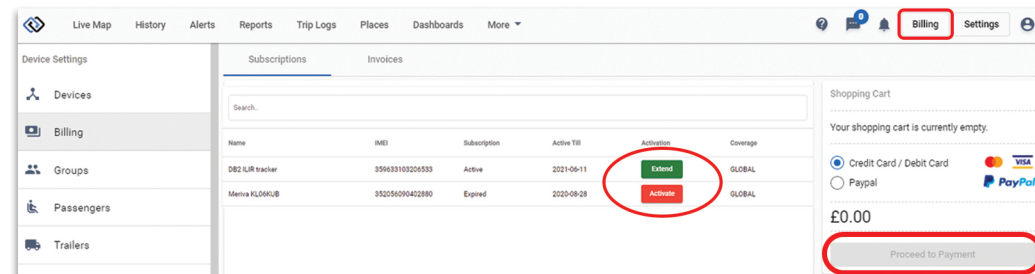 Live Map History Alerts Reports Trip Logs Places Dashboards More 0 Billing Settings
Device Settings
Devices
Billing
Groups
Passengers
Trailers
Subscriptions Invoices
Search..
Name IMEI Subscription Active Till Activation Coverage
DB2 ILIR tracker 359633103206533 Active 2021-06-11 Extend GLOBAL
Meriva KL06KUB 352056090402880 Expired 2020-08-28 Activate GLOBAL
Shopping Cart
Your shopping cart is currently empty.
Credit Card / Debit Card VISA
Paypal PayPal
£0.00
Proceed to Payment